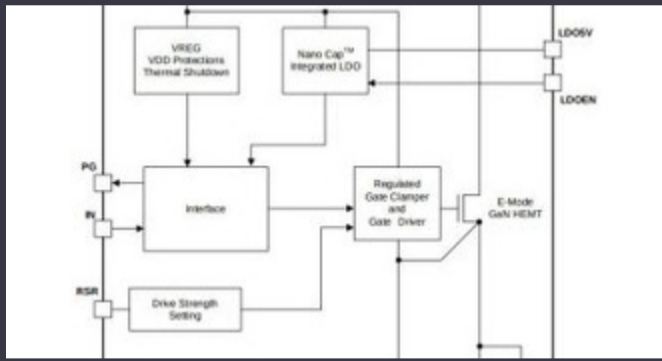 VREG
VDD Protections
Thermal Shutdown
Nano Cap™
Integrated LDO
LDO5V
LDOEN
PG
IN
Interface
Regulated
Gate Clamper
and
Gate Driver
E-Mode
GaN HEMT
RSR
Drive Strength
Setting